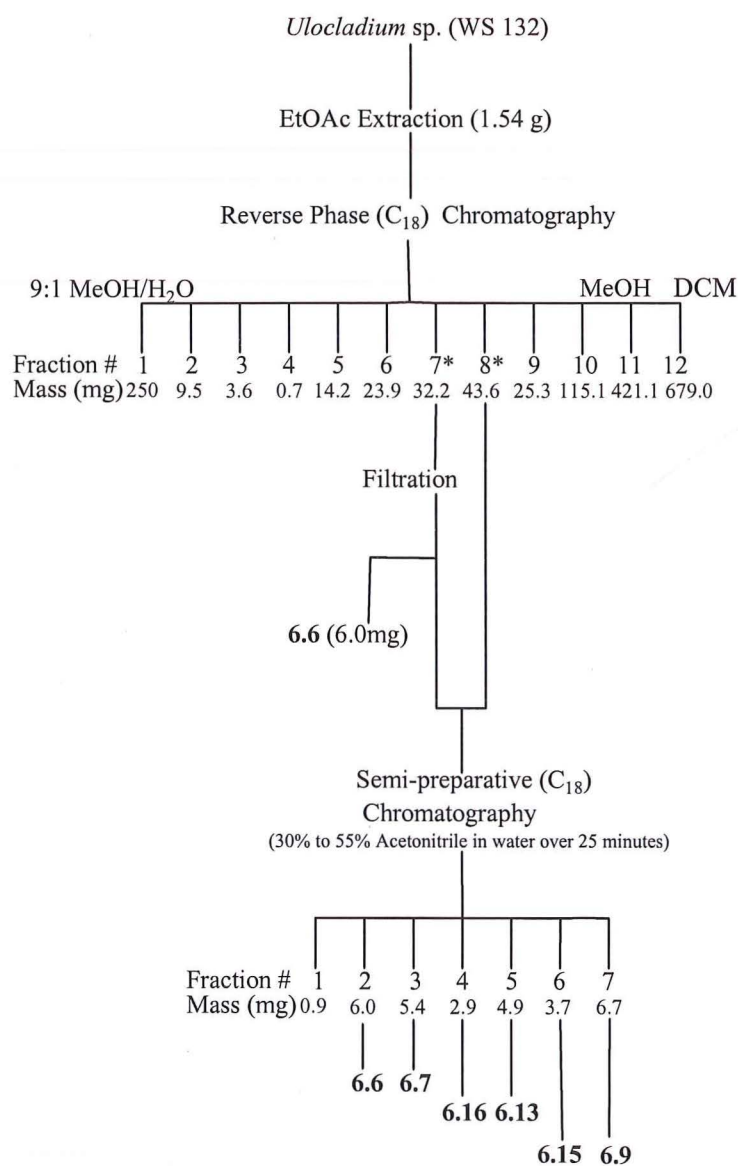 Ulocladium sp. (WS 132)
EtOAc Extraction (1.54 g)
Reverse Phase (C₁₈) Chromatography
9:1 MeOH/H₂O MeOH DCM
Fraction # 1 2 3 4 5 6 7* 8* 9 10 11 12
Mass (mg) 250 9.5 3.6 0.7 14.2 23.9 32.2 43.6 25.3 115.1 421.1 679.0
Filtration
6.6 (6.0mg)
Semi-preparative (C₁₈)
Chromatography
(30% to 55% Acetonitrile in water over 25 minutes)
Fraction # 1 2 3 4 5 6 7
Mass (mg) 0.9 6.0 5.4 2.9 4.9 3.7 6.7
6.6 6.7
6.16 6.13
6.15 6.9